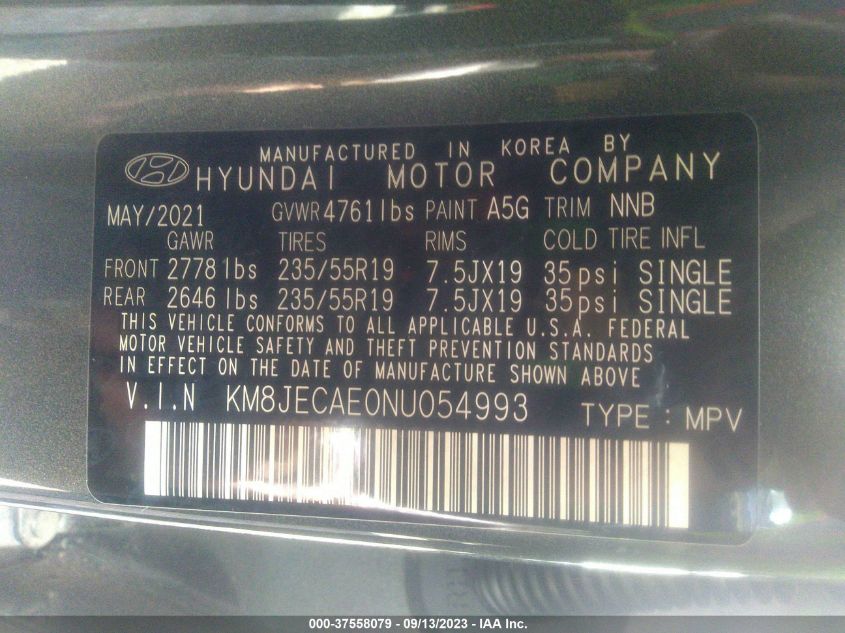 MANUFACTURED IN KOREA BY
HYUNDAI MOTOR COMPANY
MAY/2021 GVWR 4761 lbs PAINT A5G TRIM NNB
GAWR TIRES RIMS COLD TIRE INFL
FRONT 2778 lbs 235/55R19 7.5JX19 35psi SINGLE
REAR 2646 lbs 235/55R19 7.5JX19 35psi SINGLE
THIS VEHICLE CONFORMS TO ALL APPLICABLE U.S.A. FEDERAL
MOTOR VEHICLE SAFETY AND THEFT PREVENTION STANDARDS
IN EFFECT ON THE DATE OF MANUFACTURE SHOWN ABOVE
V.I.N KM8JECAE0NU054993 TYPE : MPV
000-37558079 - 09/13/2023 - IAA Inc.